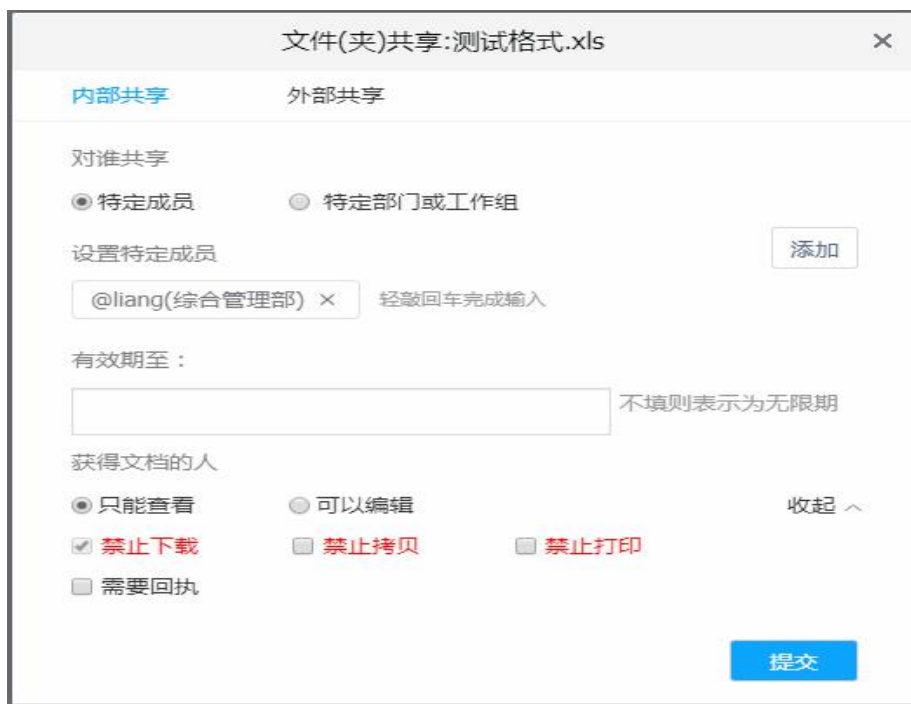 文件(夹)共享:测试格式.xls ×
内部共享 外部共享
对谁共享
特定成员 特定部门或工作组
设置特定成员 添加
@liang(综合管理部) × 轻敲回车完成输入
有效期至：
不填则表示为无限期
获得文档的人
只能查看 可以编辑 收起
禁止下载 禁止拷贝 禁止打印
需要回执
提交